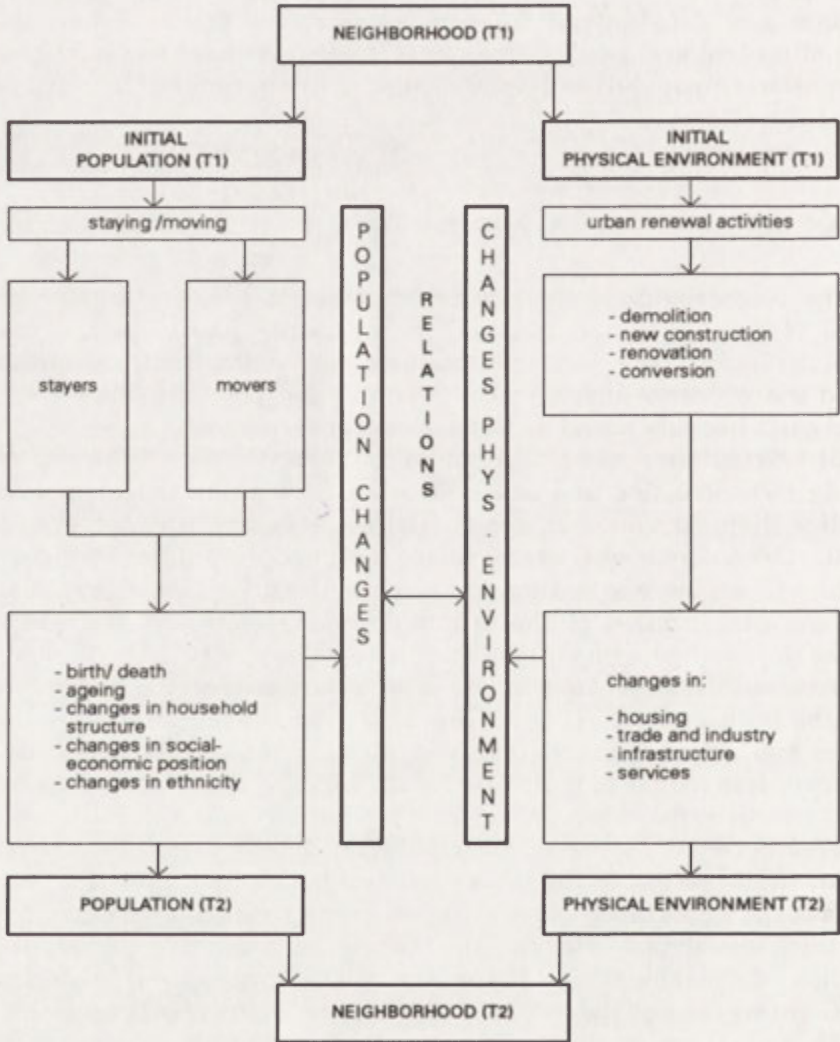 NEIGHBORHOOD (T1)
INITIAL
POPULATION (T1)
INITIAL
PHYSICAL ENVIRONMENT (T1)
staying /moving
urban renewal activities
stayers
movers
POPULATION CHANGES
RELATIONS
CHANGES PHYS. ENVIRONMENT
- demolition
- new construction
- renovation
- conversion
- birth/ death
- ageing
- changes in household
structure
- changes in social-
economic position
- changes in ethnicity
changes in:
- housing
- trade and industry
- infrastructure
- services
POPULATION (T2)
PHYSICAL ENVIRONMENT (T2)
NEIGHBORHOOD (T2)